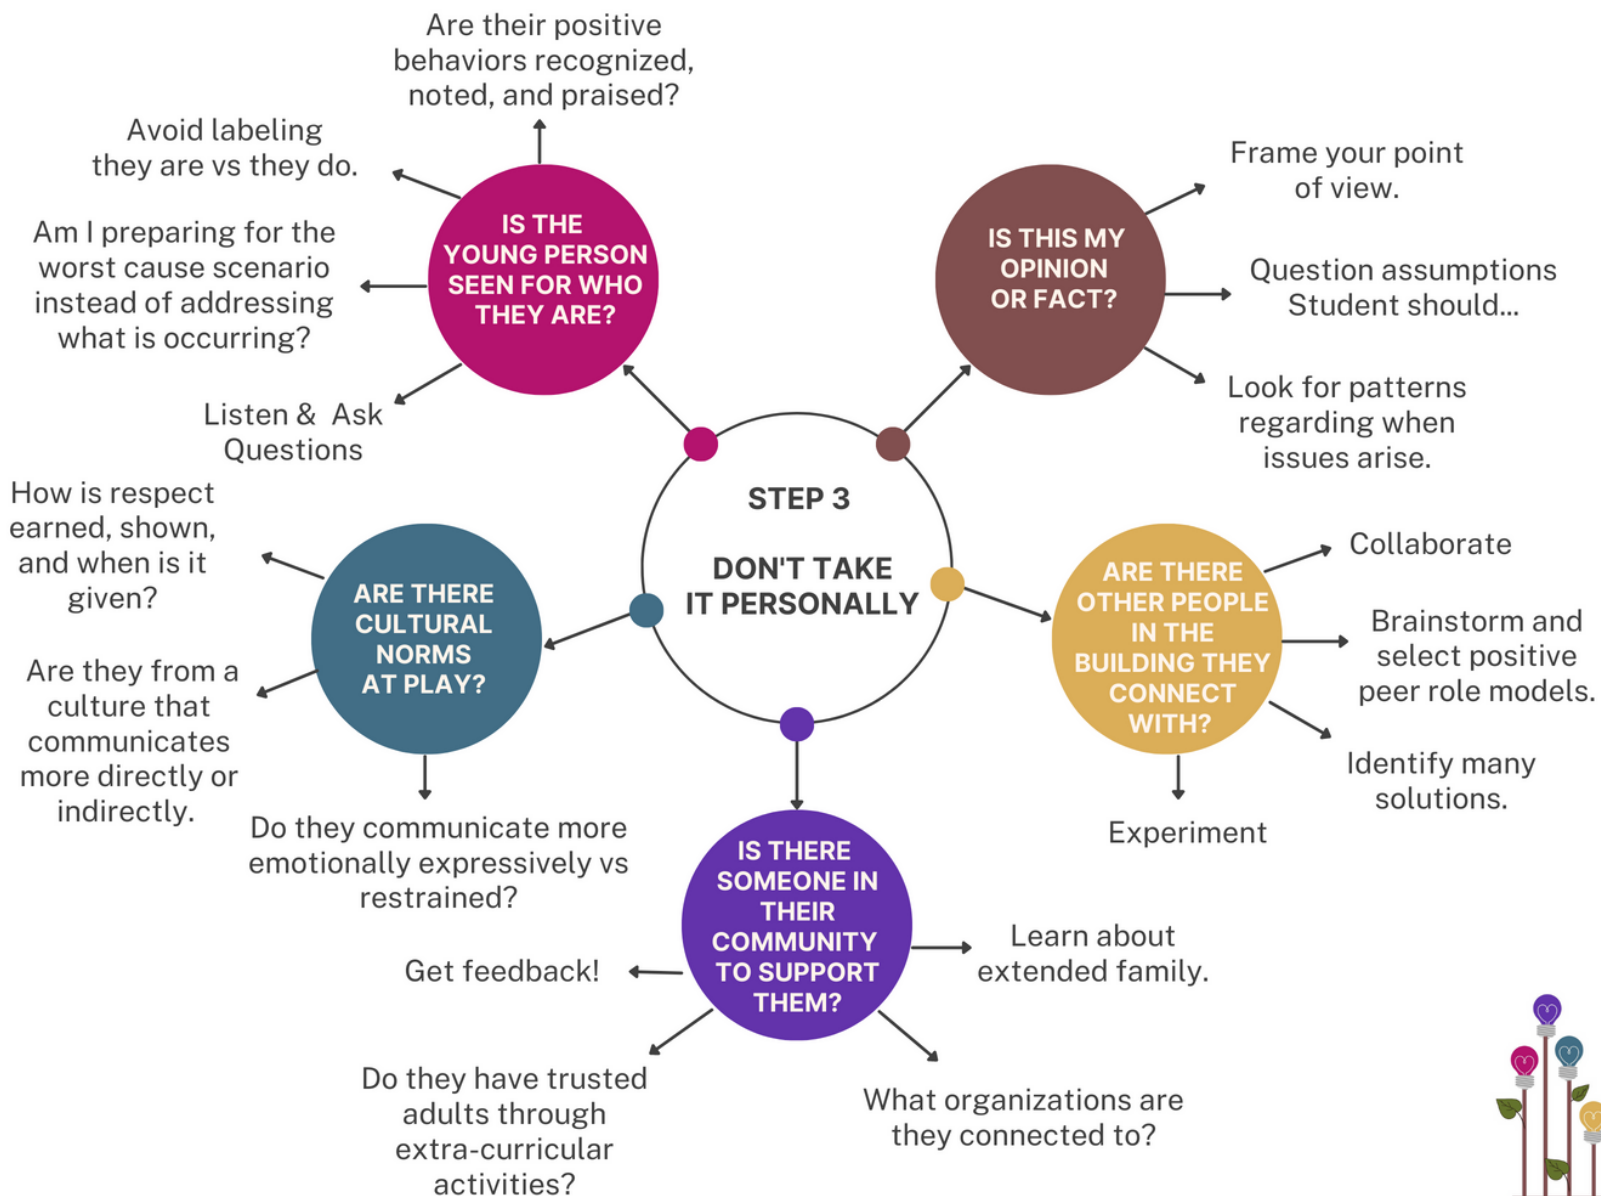 STEP 3
DON'T TAKE
IT PERSONALLY
IS THE
YOUNG PERSON
SEEN FOR WHO
THEY ARE?
Are their positive
behaviors recognized,
noted, and praised?
Avoid labeling
they are vs they do.
Am I preparing for the
worst cause scenario
instead of addressing
what is occurring?
Listen & Ask
Questions
IS THIS MY
OPINION
OR FACT?
Frame your point
of view.
Question assumptions
Student should...
Look for patterns
regarding when
issues arise.
ARE THERE
OTHER PEOPLE
IN THE
BUILDING THEY
CONNECT
WITH?
Collaborate
Brainstorm and
select positive
peer role models.
Identify many
solutions.
Experiment
IS THERE
SOMEONE IN
THEIR
COMMUNITY
TO SUPPORT
THEM?
Learn about
extended family.
What organizations are
they connected to?
Do they have trusted
adults through
extra-curricular
activities?
Get feedback!
ARE THERE
CULTURAL
NORMS
AT PLAY?
How is respect
earned, shown,
and when is it
given?
Are they from a
culture that
communicates
more directly or
indirectly.
Do they communicate more
emotionally expressively vs
restrained?